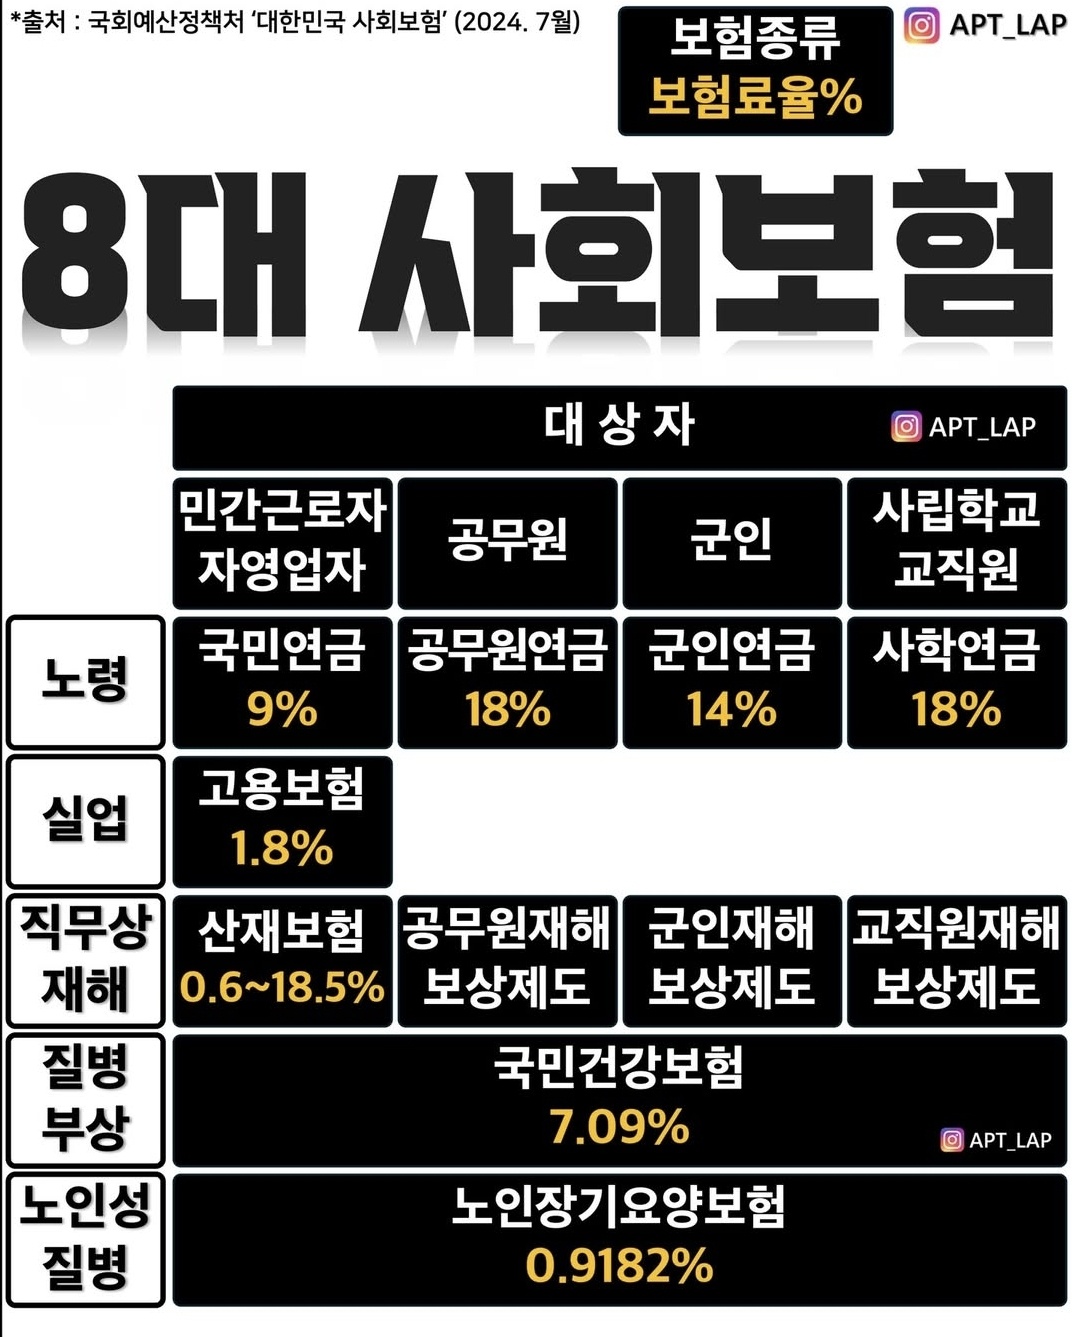 *출처 : 국회예산정책처 ‘대한민국 사회보험’ (2024. 7월)
보험종류
보험료율%
APT_LAP
8대 사회보험
대 상 자
APT_LAP
민간근로자
자영업자
공무원
군인
사립학교
교직원
노령
국민연금
9%
공무원연금
18%
군인연금
14%
사학연금
18%
실업
고용보험
1.8%
직무상
재해
산재보험
0.6~18.5%
공무원재해
보상제도
군인재해
보상제도
교직원재해
보상제도
질병
부상
국민건강보험
7.09%
APT_LAP
노인성
질병
노인장기요양보험
0.9182%